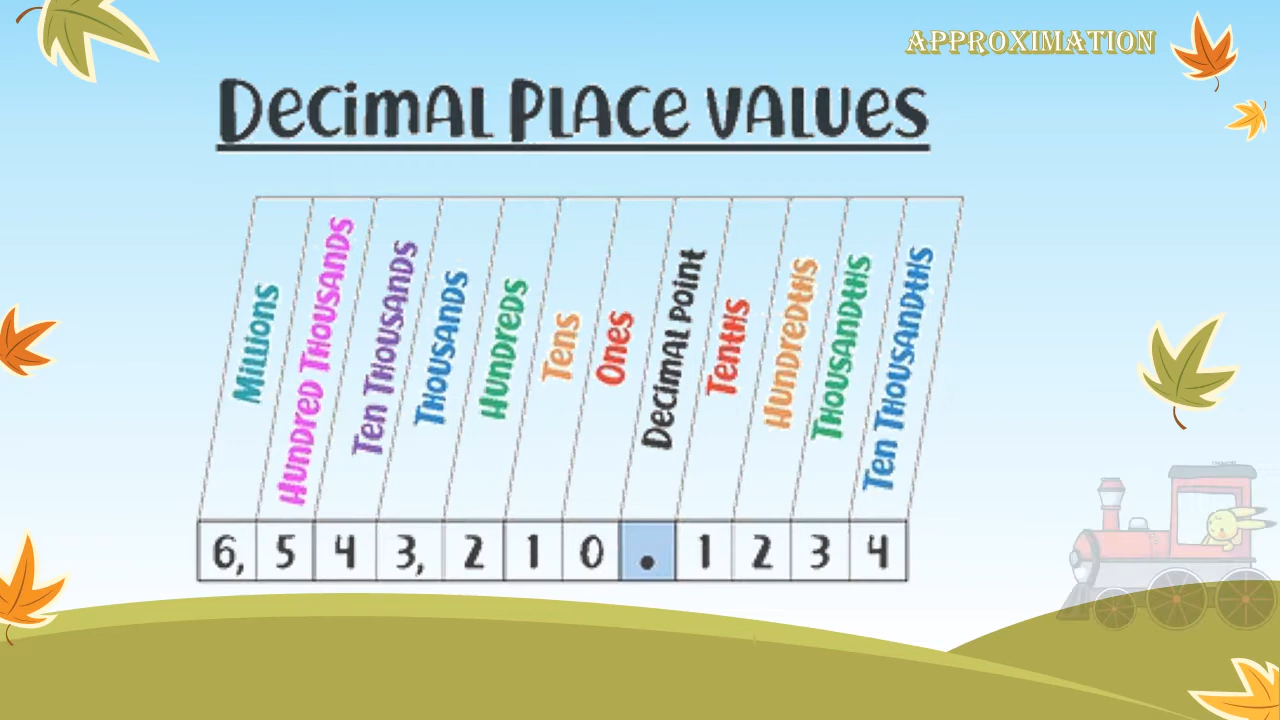 APPROXIMATION
Decimal Place Values
Millions
Hundred Thousands
Ten Thousands
Thousands
Hundreds
Tens
Ones
Decimal Point
Tenths
Hundredths
Thousandths
Ten Thousandths
6, 5 4 3, 2 1 0 . 1 2 3 4